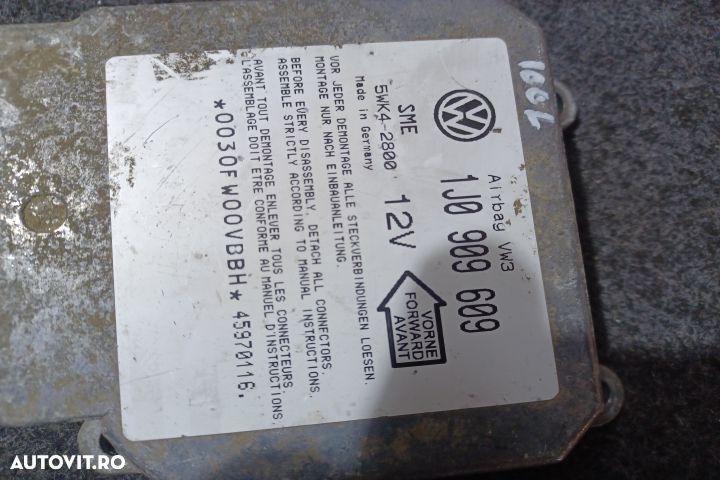 Airbag VW3
1J0 909 609
SME
12V
5WK4-2800
Made in Germany
VORNE
FORWARD
AVANT
VOR JEDER DEMONTAGE ALLE STECKVERBINDUNGEN LOESEN,
MONTAGE NUR NACH EINBAUANLEITUNG.
BEFORE EVERY DISASSEMBLY, DETACH ALL CONNECTORS.
ASSEMBLE STRICTLY ACCORDING TO MANUAL INSTRUCTIONS,
AVANT TOUT DEMONTAGE ENLEVER TOUS LES CONNECTEURS,
L'ASSEMBLAGE DOIT ETRE CONFORME AU MANUEL D'INSTRUCTIONS,
*0030FW00VBBH* 45970116.
AUTOVIT.RO